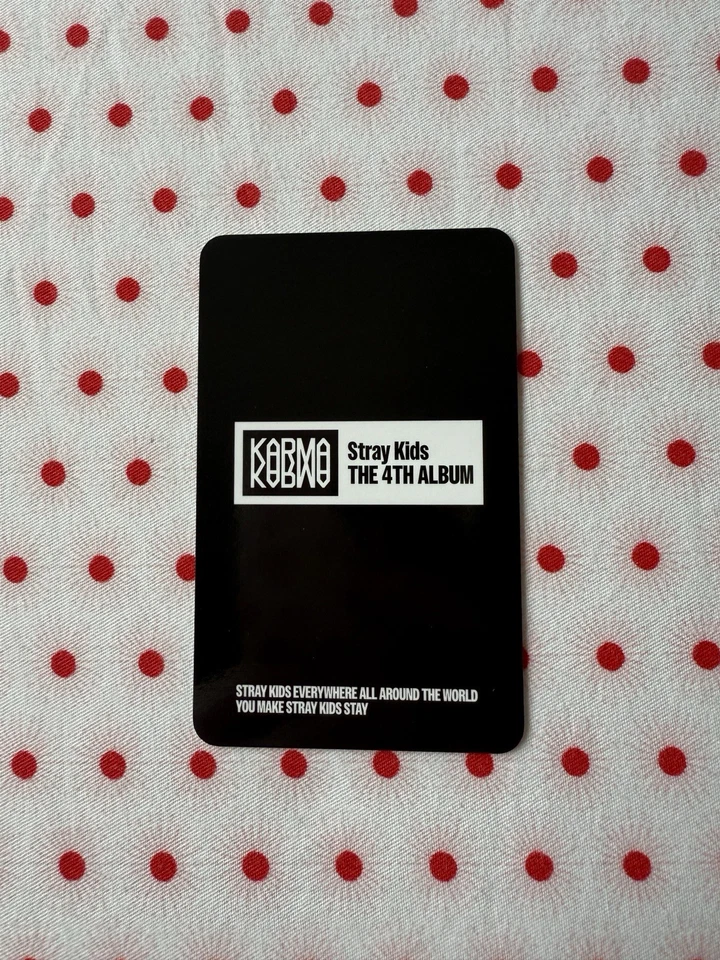 KARMA
Stray Kids
THE 4TH ALBUM
STRAY KIDS EVERYWHERE ALL AROUND THE WORLD
YOU MAKE STRAY KIDS STAY